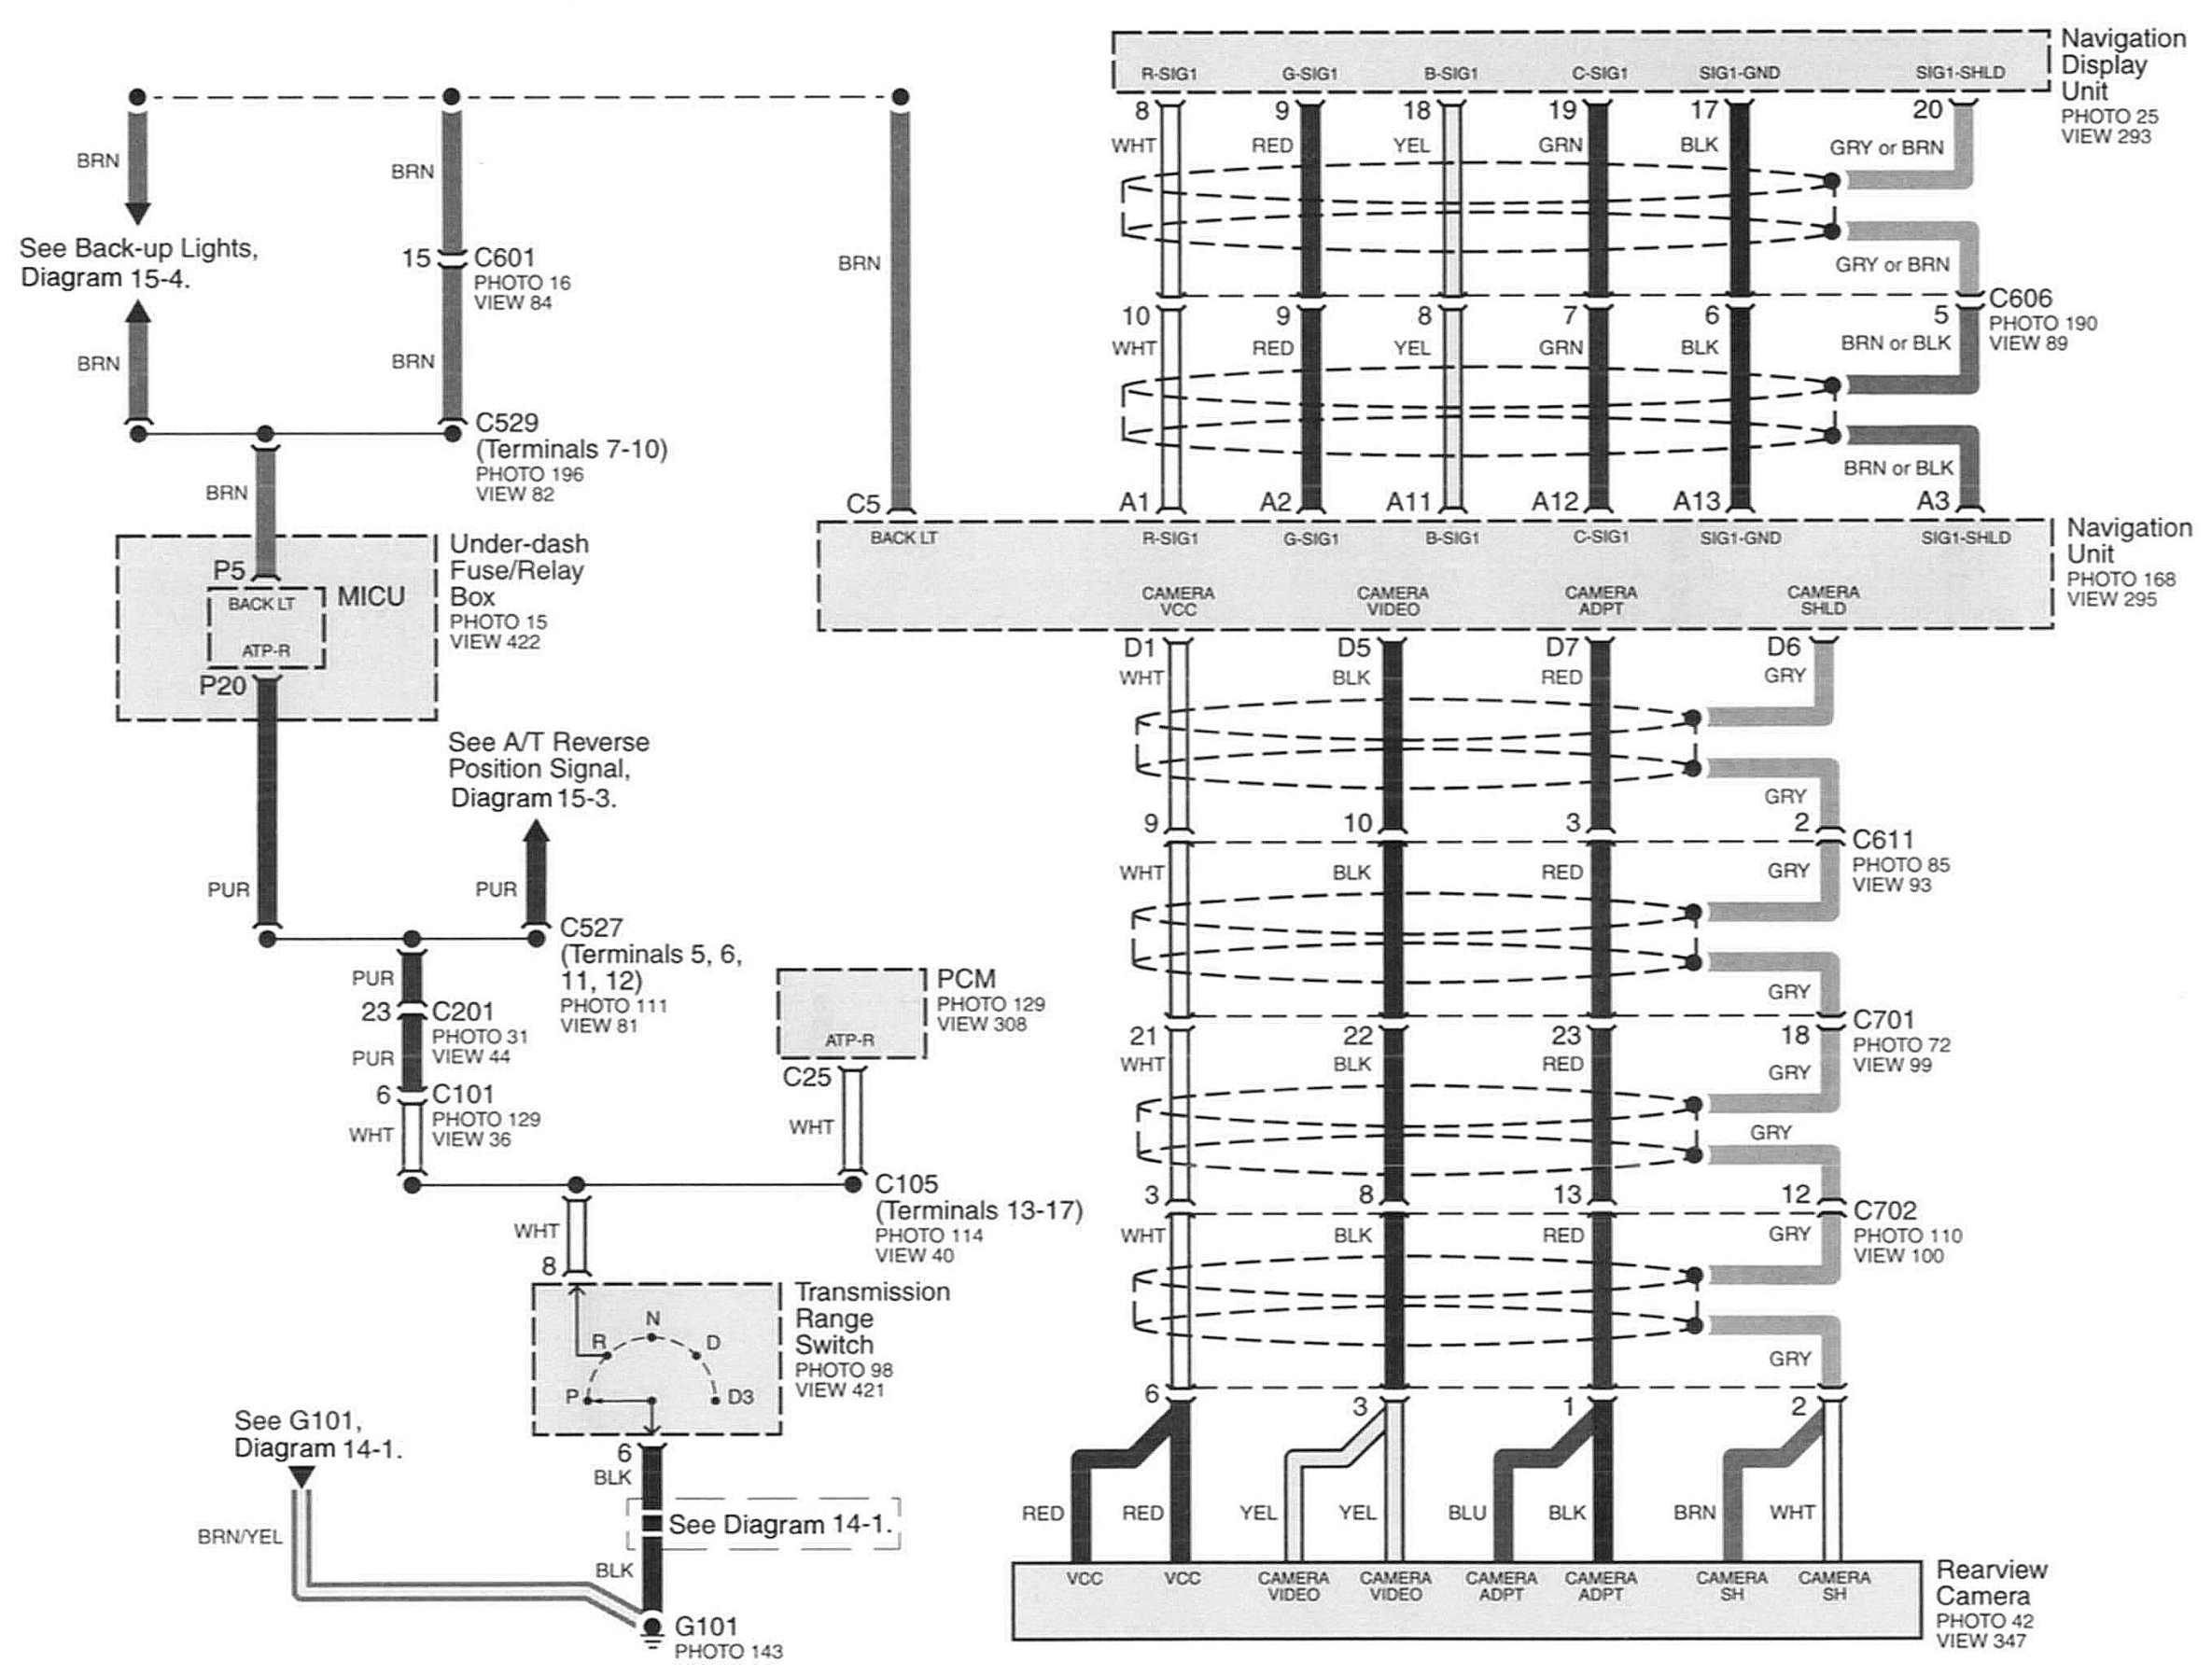 R-SIG1 G-SIG1 B-SIG1 C-SIG1 SIG1-GND SIG1-SHLD
Navigation
Display
Unit
PHOTO 25
VIEW 293
8 9 18 19 17 20
WHT RED YEL GRN BLK GRY or BRN
GRY or BRN
C606
PHOTO 190
VIEW 89
10 9 8 7 6 5
WHT RED YEL GRN BLK BRN or BLK
BRN or BLK
A1 A2 A11 A12 A13 A3
BRN
BRN
See Back-up Lights,
Diagram 15-4.
BRN
15 C601
PHOTO 16
VIEW 84
BRN
BRN
C5
C529
(Terminals 7-10)
PHOTO 196
VIEW 82
BRN
P5
BACK LT
MICU
ATP-R
P20
Under-dash
Fuse/Relay
Box
PHOTO 15
VIEW 422
BACK LT R-SIG1 G-SIG1 B-SIG1 C-SIG1 SIG1-GND SIG1-SHLD
CAMERA
VCC
CAMERA
VIDEO
CAMERA
ADPT
CAMERA
SHLD
Navigation
Unit
PHOTO 168
VIEW 295
D1 D5 D7 D6
WHT BLK RED GRY
GRY
9 10 3 2
C611
PHOTO 85
VIEW 93
WHT BLK RED GRY
GRY
C701
PHOTO 72
VIEW 99
21 22 23 18
WHT BLK RED GRY
GRY
3 8 13 12
C702
PHOTO 110
VIEW 100
WHT BLK RED GRY
GRY
6 3 1 2
RED RED YEL YEL BLU BLK BRN WHT
VCC
VCC
CAMERA
VIDEO
CAMERA
VIDEO
CAMERA
ADPT
CAMERA
ADPT
CAMERA
SH
CAMERA
SH
Rearview
Camera
PHOTO 42
VIEW 347
See A/T Reverse
Position Signal,
Diagram 15-3.
PUR
PUR
C527
(Terminals 5, 6,
11, 12)
PHOTO 111
VIEW 81
PUR
23 C201
PHOTO 31
VIEW 44
PUR
6 C101
PHOTO 129
VIEW 36
WHT
PCM
PHOTO 129
VIEW 308
ATP-R
C25
WHT
C105
(Terminals 13-17)
PHOTO 114
VIEW 40
WHT
8
Transmission
Range
Switch
PHOTO 98
VIEW 421
N
R D
P D3
6
BLK
See Diagram 14-1.
BLK
See G101,
Diagram 14-1.
BRN/YEL
G101
PHOTO 143